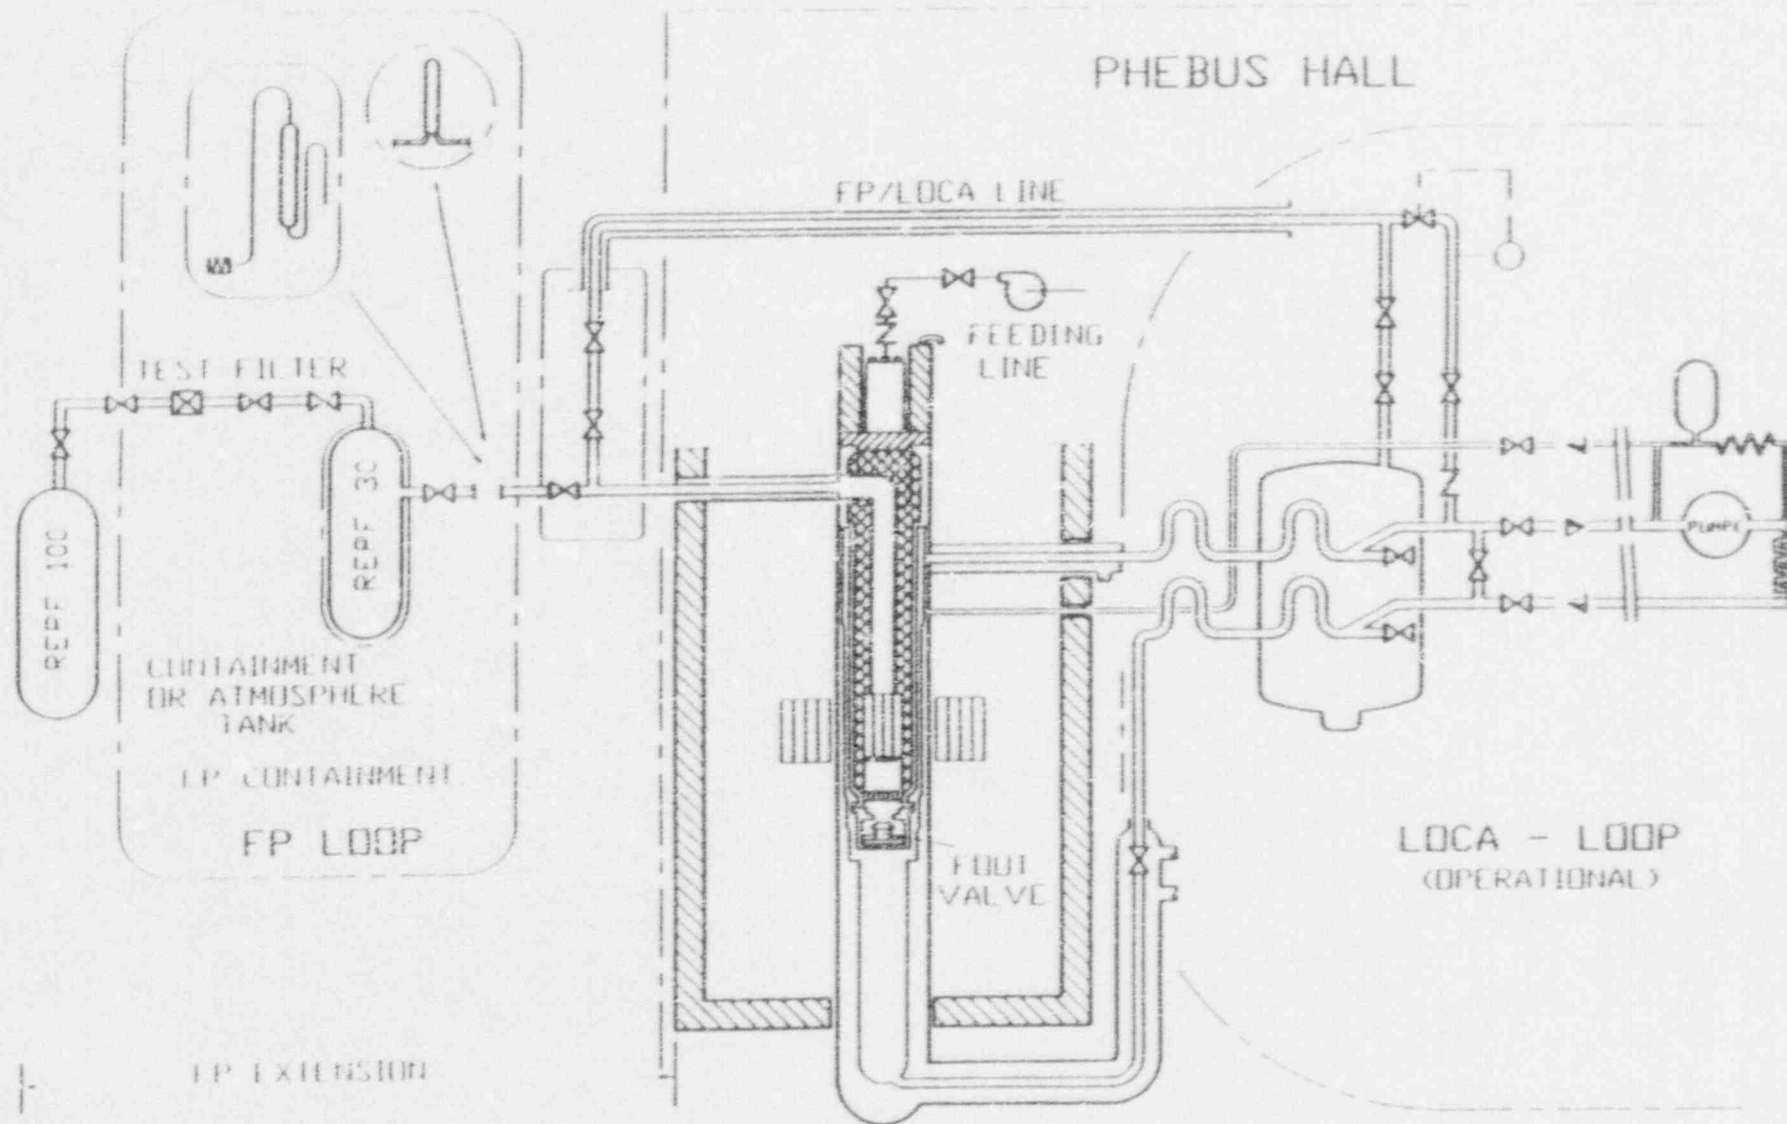 PHEBUS HALL
FP/LOCA LINE
FEEDING
LINE
TEST FILTER
REPF 100
REPF 30
PUMPE
CONTAINMENT
OR ATMOSPHERE
TANK
FP CONTAINMENT
FP LOOP
FOOT
VALVE
LOCA - LOOP
(OPERATIONAL)
FP EXTENSION